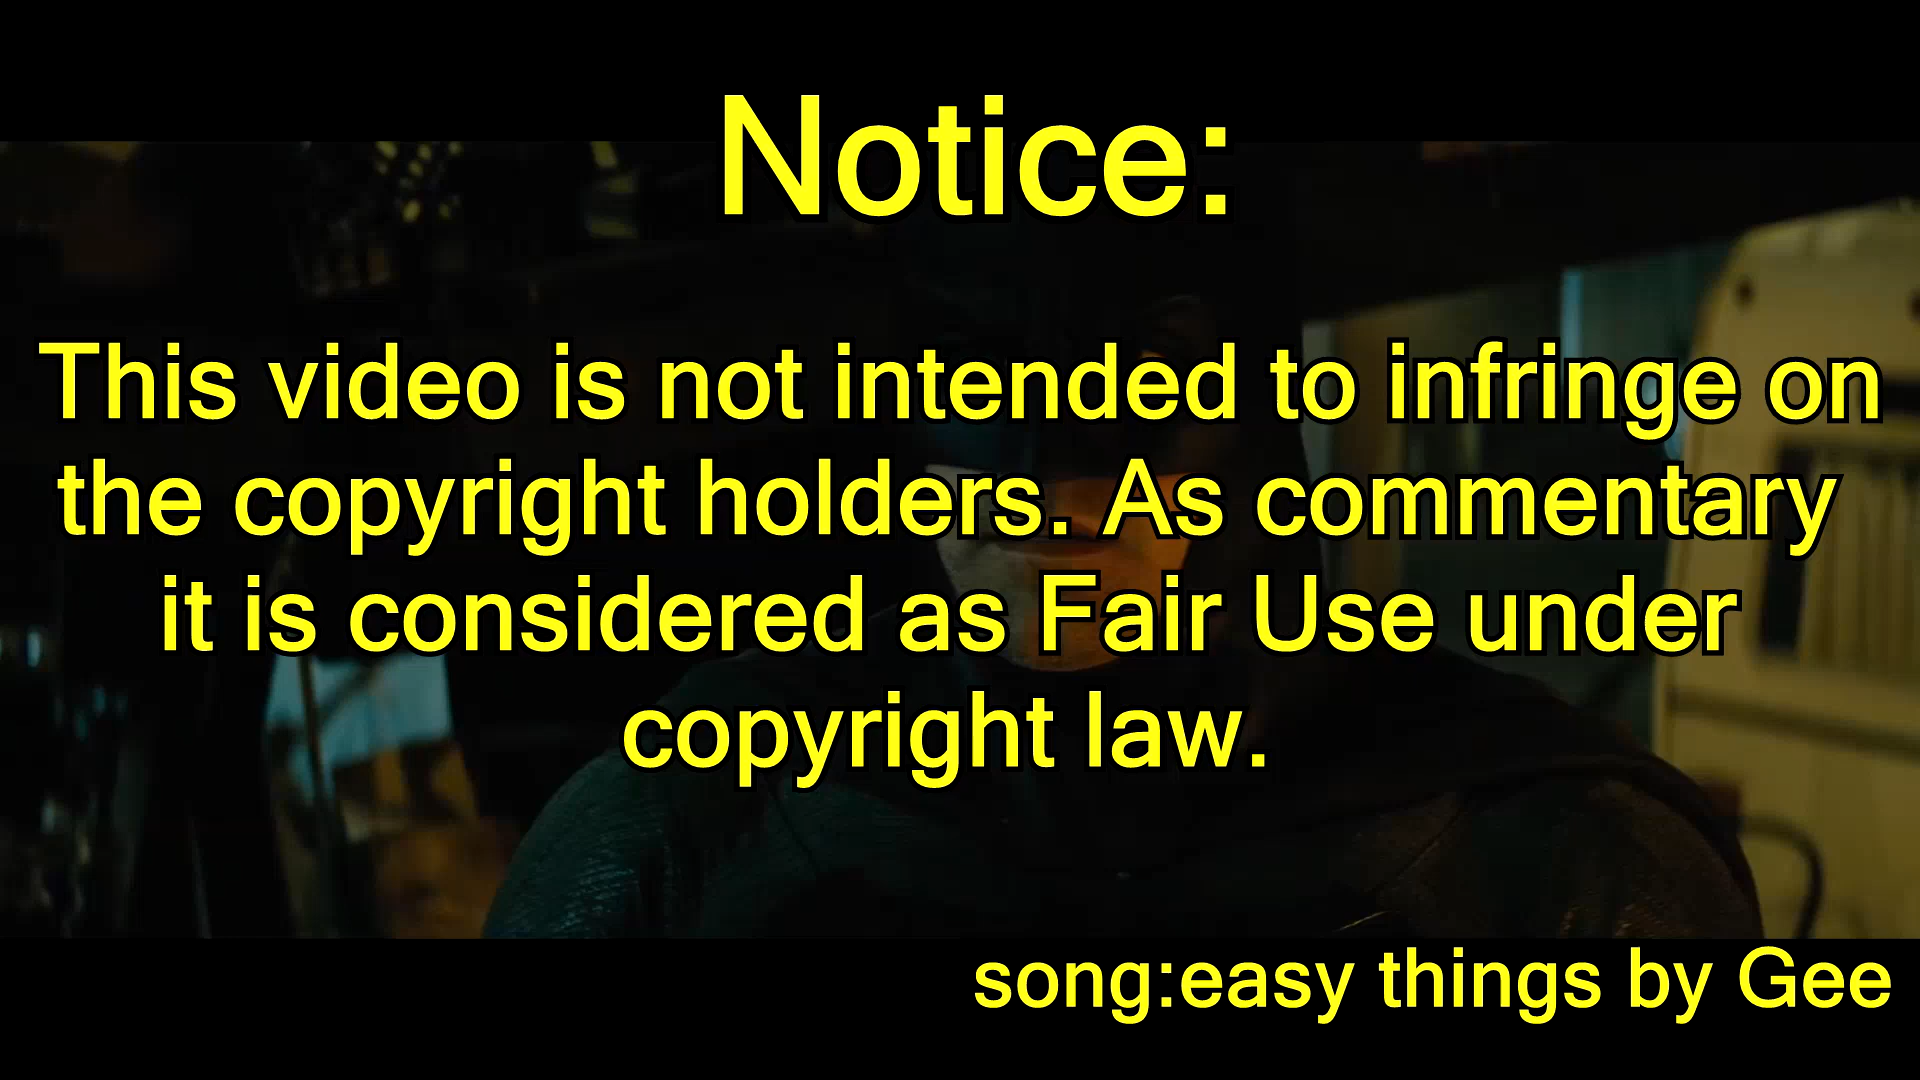 Notice:
This video is not intended to infringe on
the copyright holders. As commentary
it is considered as Fair Use under
copyright law.
song:easy things by Gee